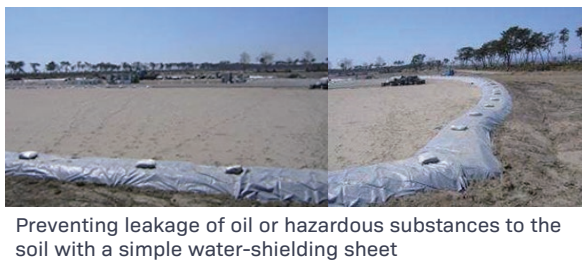 Preventing leakage of oil or hazardous substances to the
soil with a simple water-shielding sheet